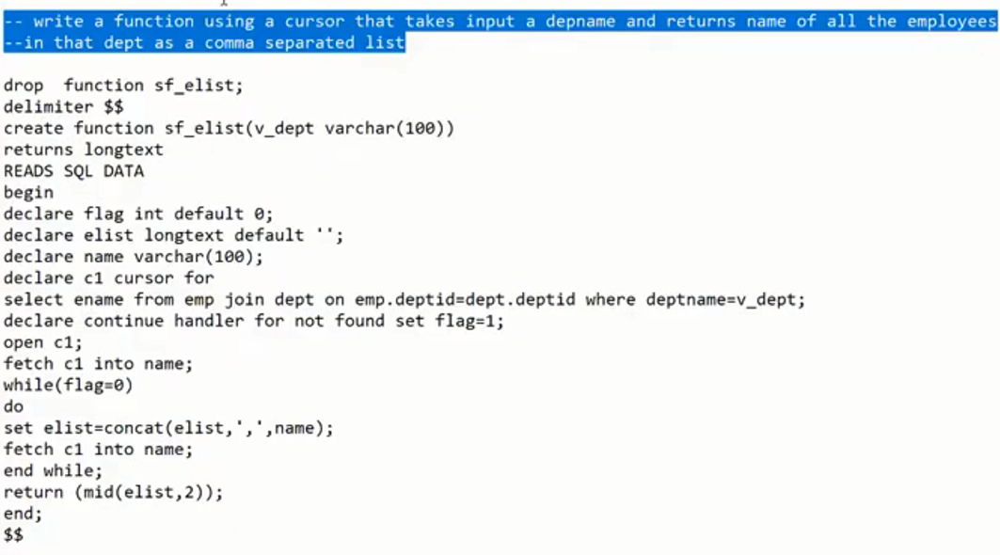 -- write a function using a cursor that takes input a depname and returns name of all the employees
--in that dept as a comma separated list
drop  function sf_elist;
delimiter $$
create function sf_elist(v_dept varchar(100))
returns longtext
READS SQL DATA
begin
declare flag int default 0;
declare elist longtext default '';
declare name varchar(100);
declare c1 cursor for
select ename from emp join dept on emp.deptid=dept.deptid where deptname=v_dept;
declare continue handler for not found set flag=1;
open c1;
fetch c1 into name;
while(flag=0)
do
set elist=concat(elist,',',name);
fetch c1 into name;
end while;
return (mid(elist,2));
end;
$$